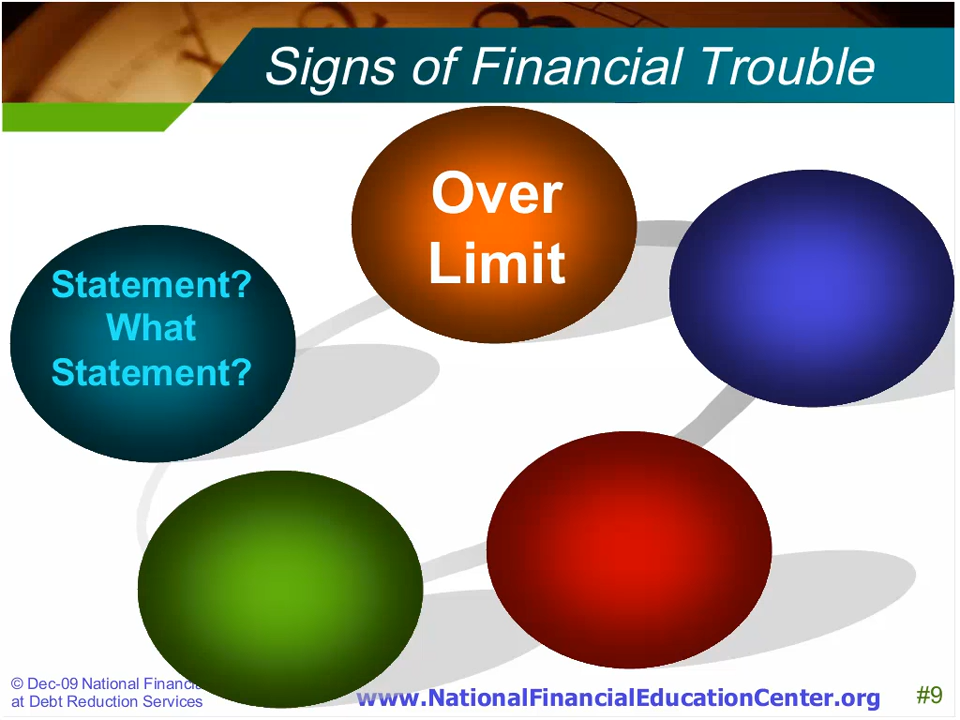 Signs of Financial Trouble
Over
Limit
Statement?
What
Statement?
© Dec-09 National
at Debt Reduction Services
www.NationalFinancialEducationCenter.org
#9